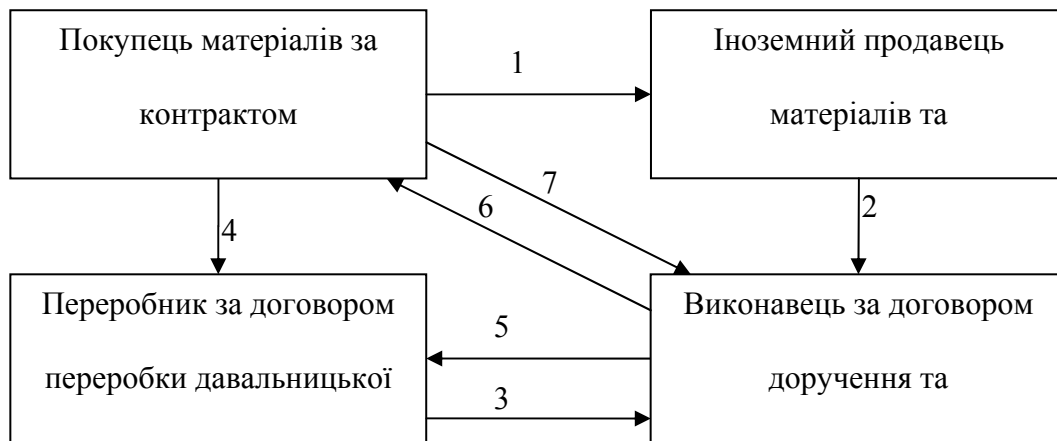 Покупець матеріалів за
контрактом
1
Іноземний продавець
матеріалів та
7
6
4
2
Переробник за договором
переробки давальницької
5
3
Виконавець за договором
доручення та